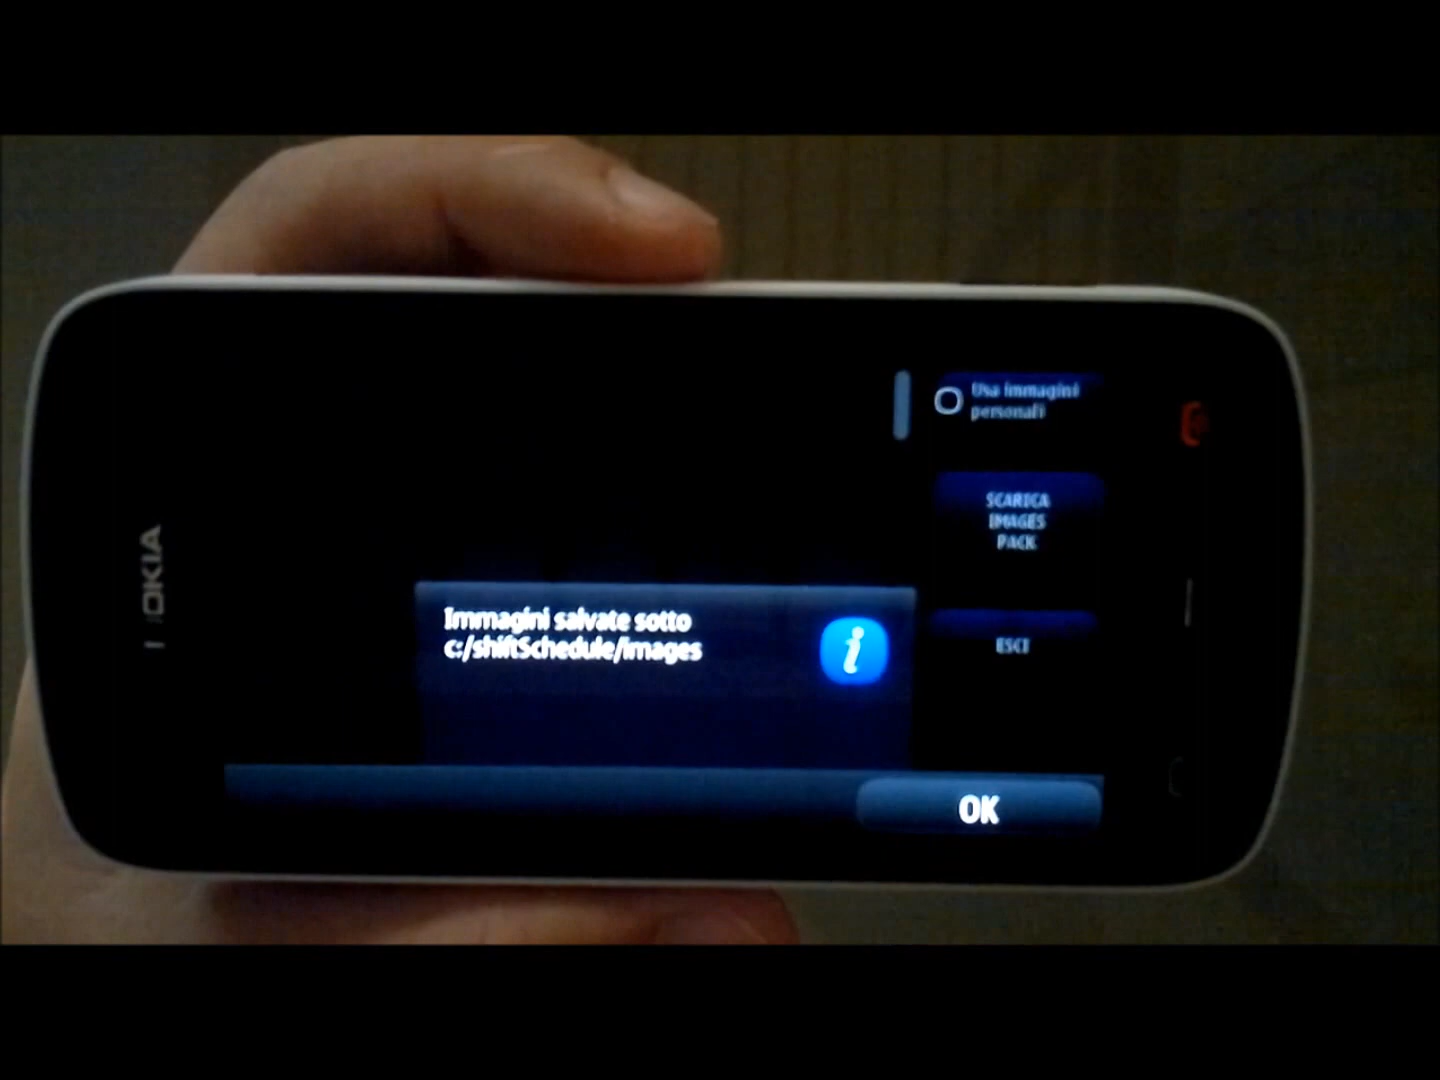 NOKIA
Usa immagini
personali
SCARICA
IMAGES
PACK
ESCI
Immagini salvate sotto
c:/shiftSchedule/images
i
OK